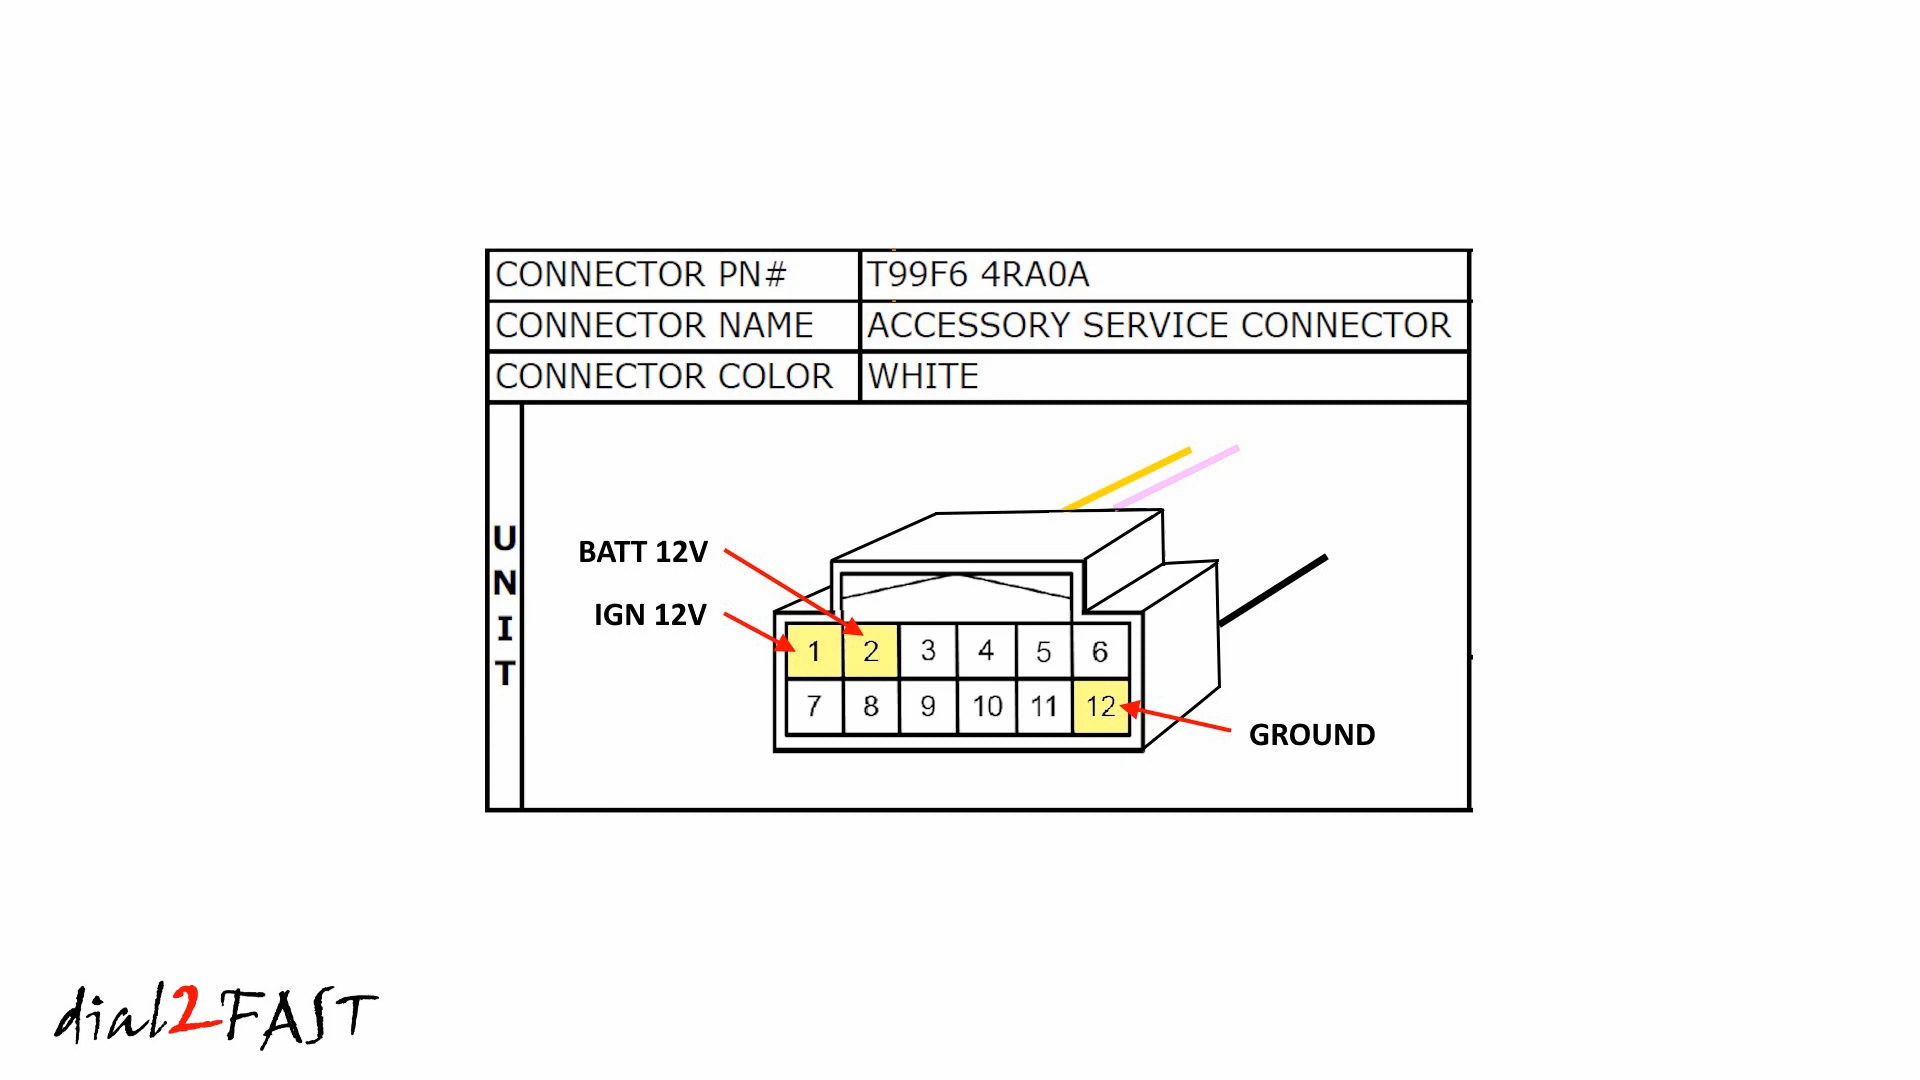 CONNECTOR PN# T99F6 4RA0A
CONNECTOR NAME ACCESSORY SERVICE CONNECTOR
CONNECTOR COLOR WHITE
UNIT
BATT 12V
IGN 12V
1 2 3 4 5 6
7 8 9 10 11 12
GROUND
dial2FAST